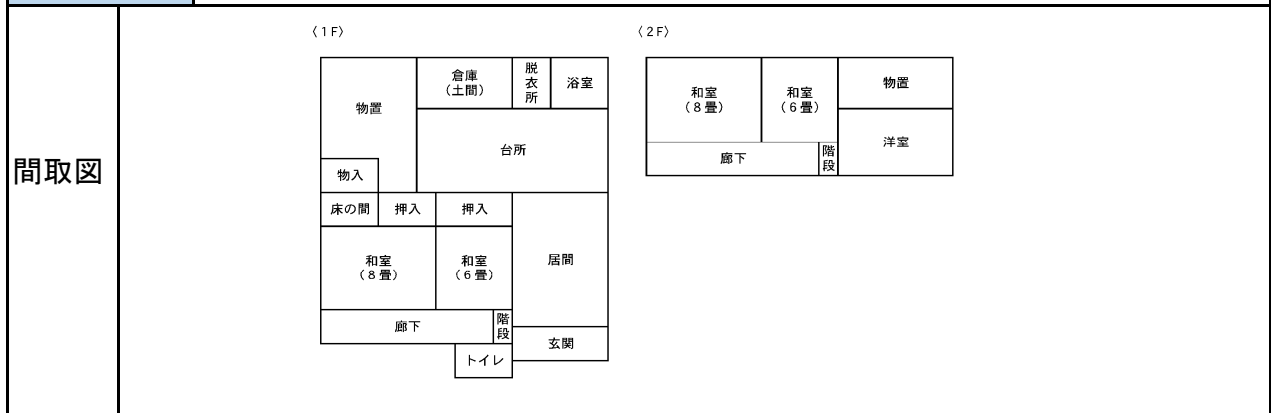 間取図
〈1F〉
物置
倉庫
(土間)
脱衣所
浴室
台所
物入
床の間
押入
押入
和室
(8畳)
和室
(6畳)
居間
廊下
階段
玄関
トイレ
〈2F〉
和室
(8畳)
和室
(6畳)
物置
洋室
廊下
階段